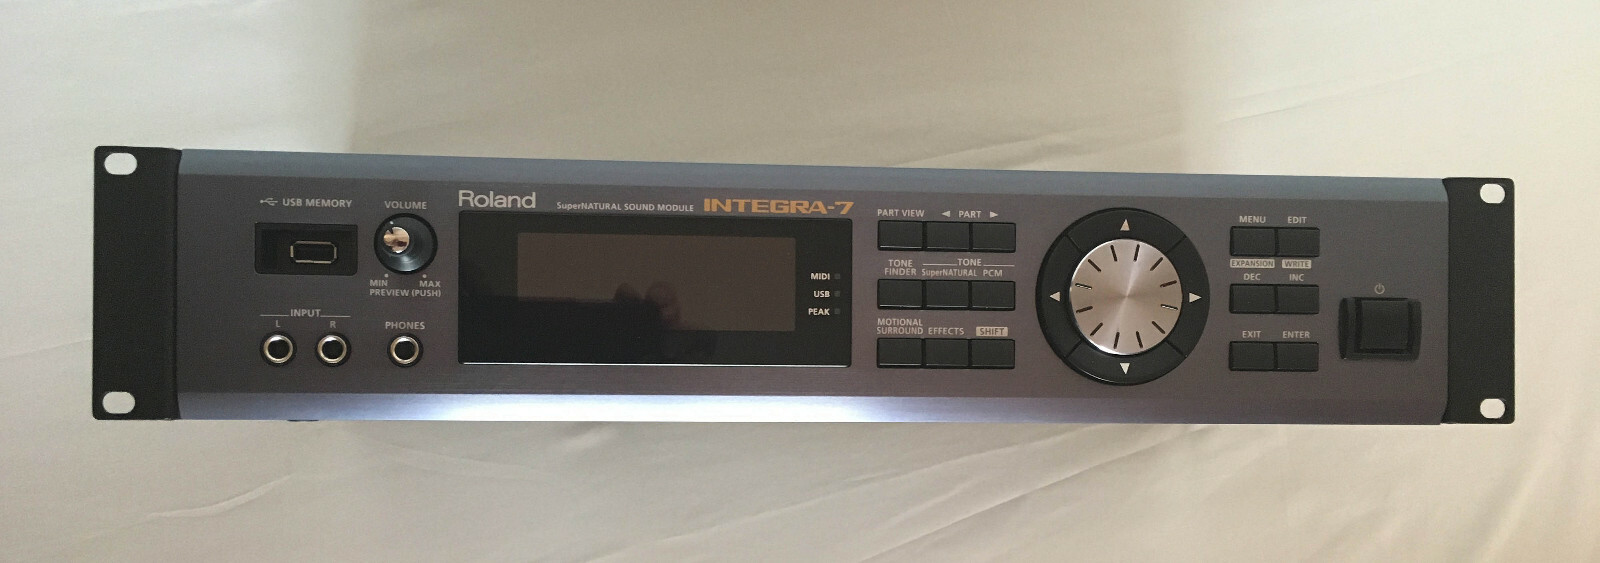 USB MEMORY
VOLUME
MIN MAX
PREVIEW (PUSH)
INPUT
L R
PHONES
Roland
SuperNATURAL SOUND MODULE INTEGRA-7
MIDI
USB
PEAK
PART VIEW ◀ PART ▶
TONE
FINDER
TONE
SuperNATURAL PCM
MOTIONAL
SURROUND
EFFECTS
SHIFT
MENU EDIT
EXPANSION WRITE
DEC INC
EXIT ENTER